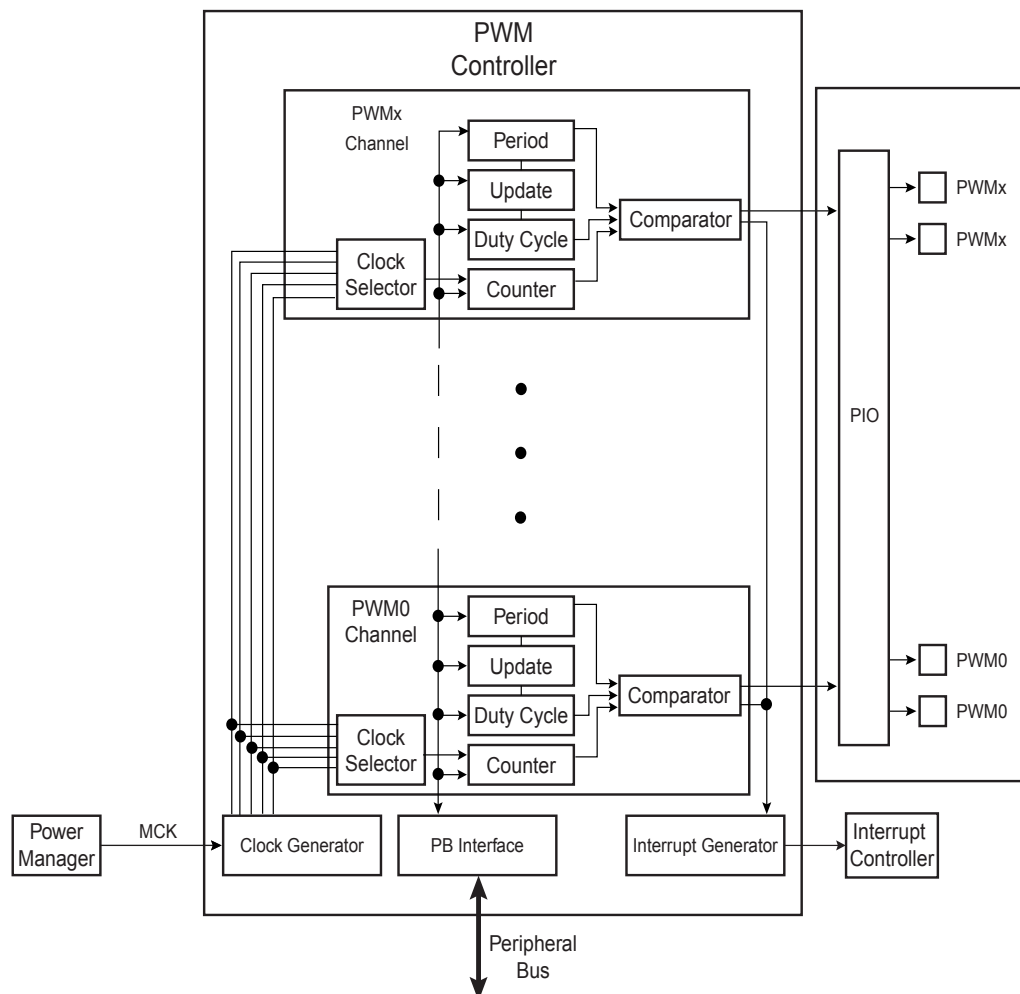 PWM
Controller
PWMx
Channel
Period
Update
Duty Cycle
Counter
Clock
Selector
Comparator
PIO
PWMx
PWMx
PWM0
Channel
Period
Update
Duty Cycle
Counter
Clock
Selector
Comparator
PWM0
PWM0
Power
Manager
MCK
Clock Generator
PB Interface
Interrupt Generator
Interrupt
Controller
Peripheral
Bus